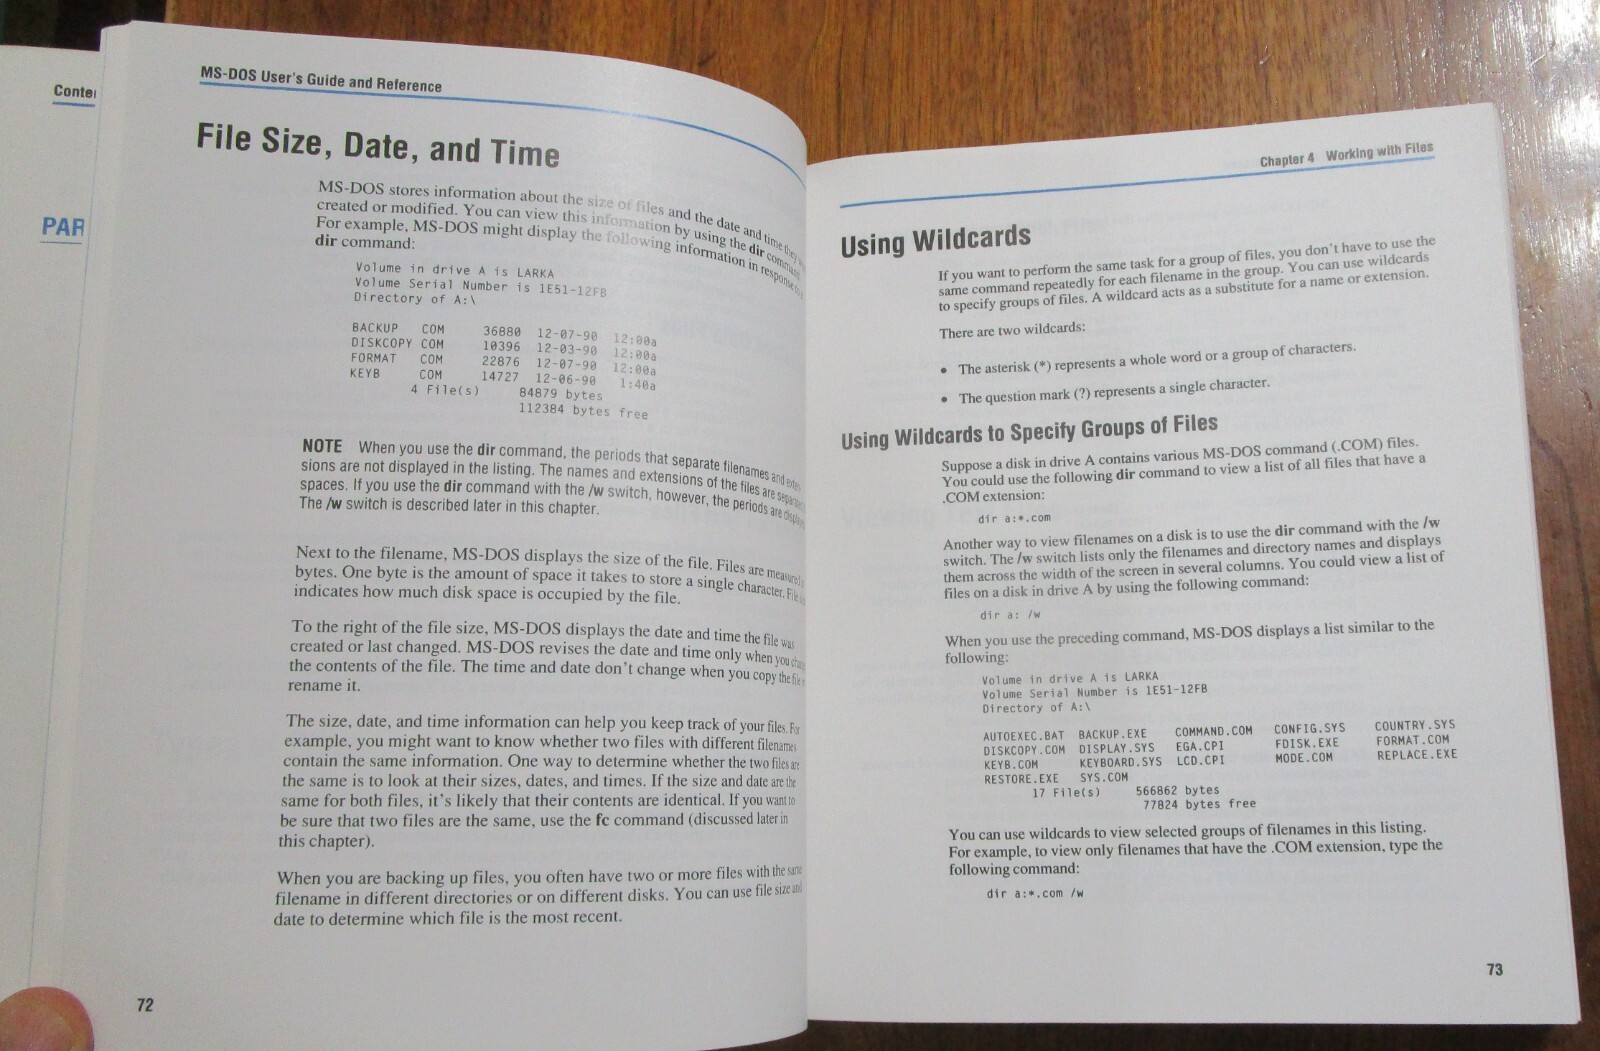 Conte
PAR
MS-DOS User's Guide and Reference
File Size, Date, and Time
MS-DOS stores information about the size of files and the date and time they
created or modified. You can view this information by using the dir
For example, MS-DOS might display the following information in response
dir command:
Volume in drive A is LARKA
Volume Serial Number is 1E51-12FB
Directory of A:\
BACKUP COM 36880 12-07-90 12:00a
DISKCOPY COM 10396 12-03-90 12:00a
FORMAT COM 22876 12-07-90 12:00a
KEYB COM 14727 12-06-90 1:40a
4 File(s) 84879 bytes
112384 bytes free
NOTE When you use the dir command, the periods that separate filenames and
sions are not displayed in the listing. The names and extensions of the files are
spaces. If you use the dir command with the /w switch, however, the periods are
The /w switch is described later in this chapter.
Next to the filename, MS-DOS displays the size of the file. Files are measured
bytes. One byte is the amount of space it takes to store a single character. File
indicates how much disk space is occupied by the file.
To the right of the file size, MS-DOS displays the date and time the file was
created or last changed. MS-DOS revises the date and time only when you
the contents of the file. The time and date don't change when you copy the file
rename it.
The size, date, and time information can help you keep track of your files. For
example, you might want to know whether two files with different filenames
contain the same information. One way to determine whether the two files are
the same is to look at their sizes, dates, and times. If the size and date are the
same for both files, it's likely that their contents are identical. If you want to
be sure that two files are the same, use the fc command (discussed later in
this chapter).
When you are backing up files, you often have two or more files with the same
filename in different directories or on different disks. You can use file size and
date to determine which file is the most recent.
72
Chapter 4 Working with Files
Using Wildcards
If you want to perform the same task for a group of files, you don't have to use the
same command repeatedly for each filename in the group. You can use wildcards
to specify groups of files. A wildcard acts as a substitute for a name or extension.
There are two wildcards:
• The asterisk (*) represents a whole word or a group of characters.
• The question mark (?) represents a single character.
Using Wildcards to Specify Groups of Files
Suppose a disk in drive A contains various MS-DOS command (.COM) files.
You could use the following dir command to view a list of all files that have a
.COM extension:
dir a:*.com
Another way to view filenames on a disk is to use the dir command with the /w
switch. The /w switch lists only the filenames and directory names and displays
them across the width of the screen in several columns. You could view a list of
files on a disk in drive A by using the following command:
dir a: /w
When you use the preceding command, MS-DOS displays a list similar to the
following:
Volume in drive A is LARKA
Volume Serial Number is 1E51-12FB
Directory of A:\
AUTOEXEC.BAT BACKUP.EXE COMMAND.COM CONFIG.SYS COUNTRY.SYS
DISKCOPY.COM DISPLAY.SYS EGA.CPI FDISK.EXE FORMAT.COM
KEYB.COM KEYBOARD.SYS LCD.CPI MODE.COM REPLACE.EXE
RESTORE.EXE SYS.COM
17 File(s) 566862 bytes
77824 bytes free
You can use wildcards to view selected groups of filenames in this listing.
For example, to view only filenames that have the .COM extension, type the
following command:
dir a:*.com /w
73